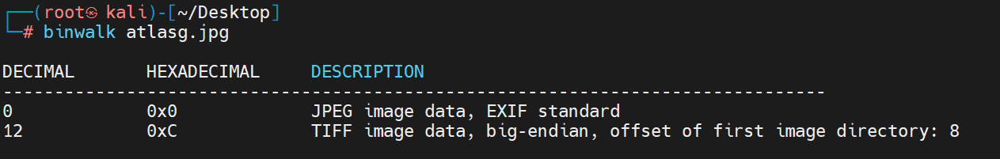 ┌──(root㉿kali)-[~/Desktop]
└─# binwalk atlasg.jpg
DECIMAL       HEXADECIMAL     DESCRIPTION
--------------------------------------------------------------------------------
0             0x0             JPEG image data, EXIF standard
12            0xC             TIFF image data, big-endian, offset of first image directory: 8